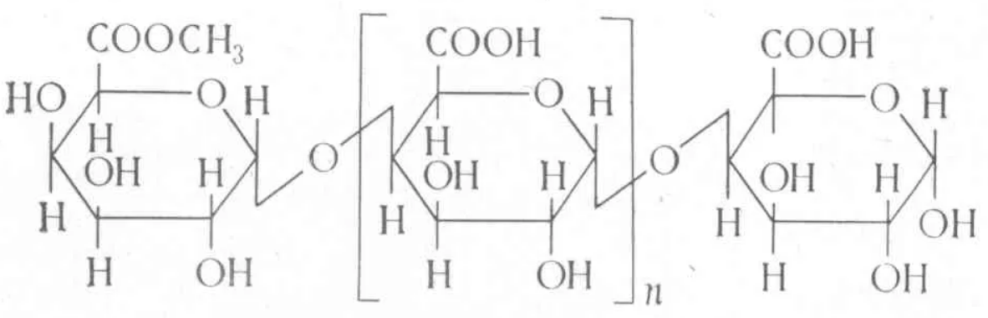 COOCH₃ COOH COOH
HO O H O H O H
H H
OH H O OH H O OH H
H H H OH
H OH H OH H OH
n